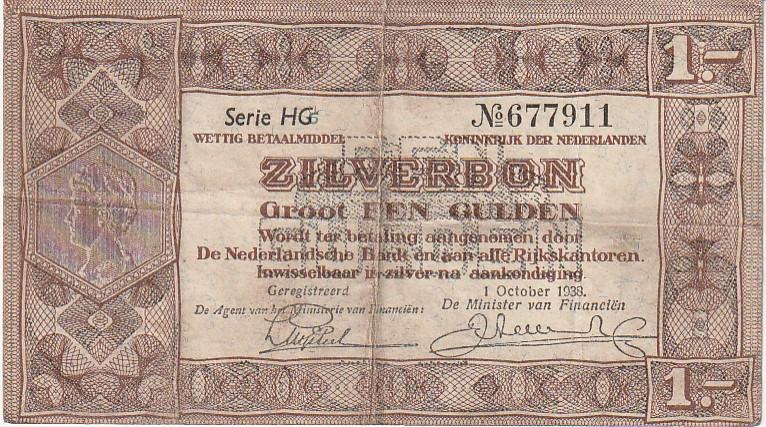 1.-
Serie HG
№ 677911
WETTIG BETAALMIDDEL
KONINKRIJK DER NEDERLANDEN
ZILVERBON
Groot EEN GULDEN
Wordt ter betaling aangenomen door
De Nederlandsche Bank en aan alle Rijkskantoren.
Inwisselbaar in zilver na aankondiging
Geregistreerd
1 October 1938.
De Agent van het Ministerie van Financiën:
De Minister van Financiën
1.-